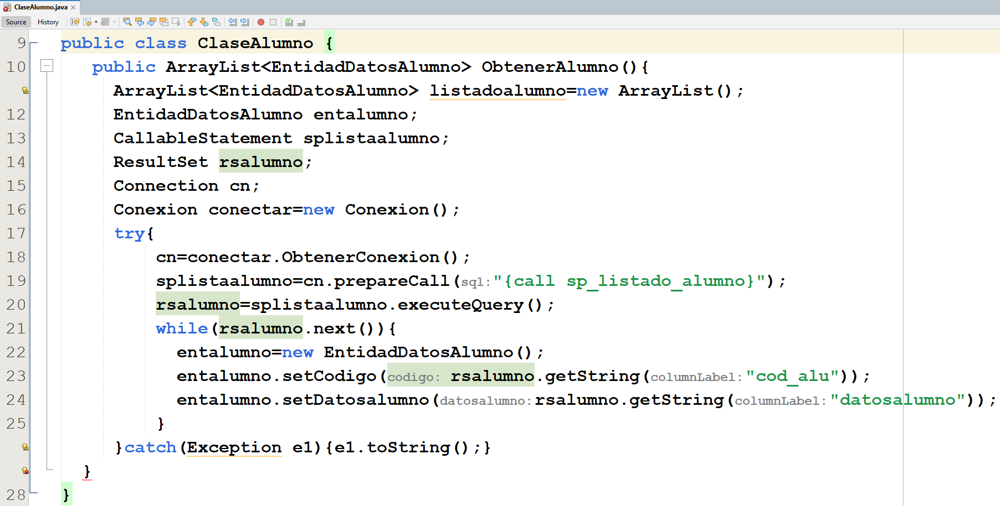 ClaseAlumno.java
Source History
9 public class ClaseAlumno {
10 public ArrayList<EntidadDatosAlumno> ObtenerAlumno(){
ArrayList<EntidadDatosAlumno> listadoalumno=new ArrayList();
12 EntidadDatosAlumno entalumno;
13 CallableStatement splistaalumno;
14 ResultSet rsalumno;
15 Connection cn;
16 Conexion conectar=new Conexion();
17 try{
18 cn=conectar.ObtenerConexion();
19 splistaalumno=cn.prepareCall(sql:"{call sp_listado_alumno}");
20 rsalumno=splistaalumno.executeQuery();
21 while(rsalumno.next()){
22 entalumno=new EntidadDatosAlumno();
23 entalumno.setCodigo(codigo: rsalumno.getString(columnLabel:"cod_alu"));
24 entalumno.setDatosalumno(datosalumno:rsalumno.getString(columnLabel:"datosalumno"));
25 }
}catch(Exception e1){e1.toString();}
}
28 }